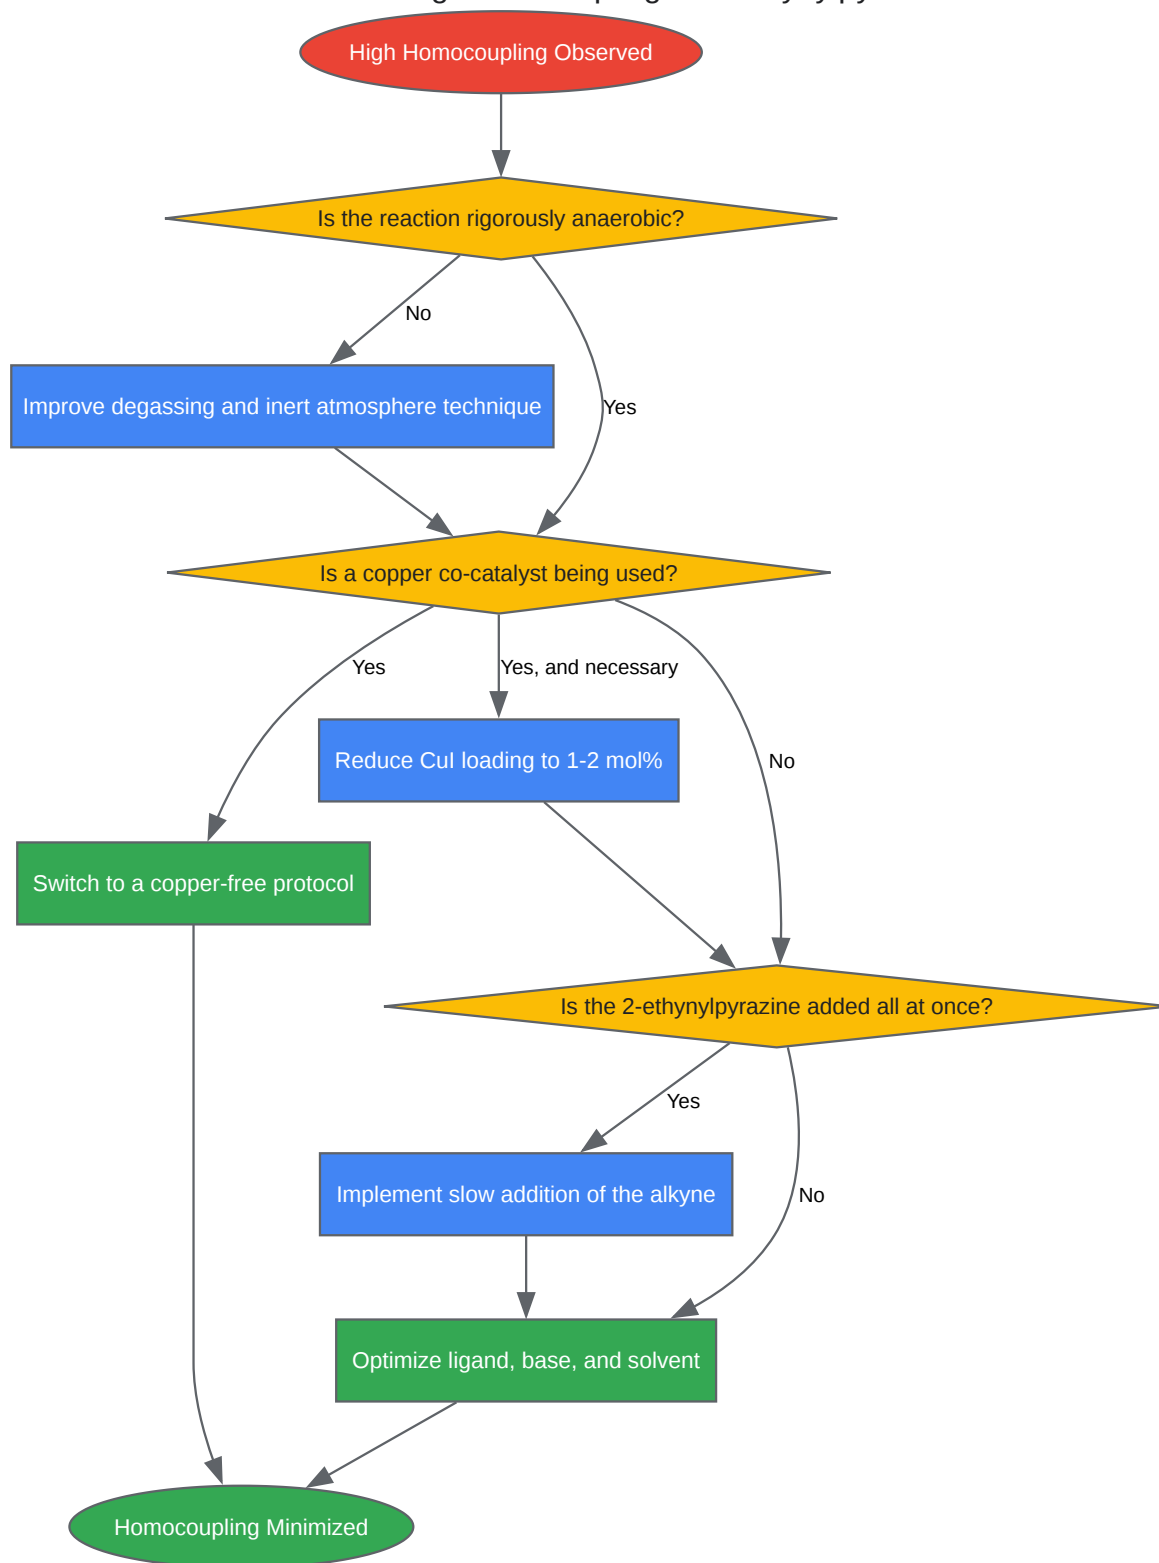 High Homocoupling Observed
Is the reaction rigorously anaerobic?
No
Improve degassing and inert atmosphere technique
Yes
Is a copper co-catalyst being used?
Yes
Yes, and necessary
Reduce CuI loading to 1-2 mol%
No
Switch to a copper-free protocol
Is the 2-ethynylpyrazine added all at once?
Yes
Implement slow addition of the alkyne
No
Optimize ligand, base, and solvent
Homocoupling Minimized